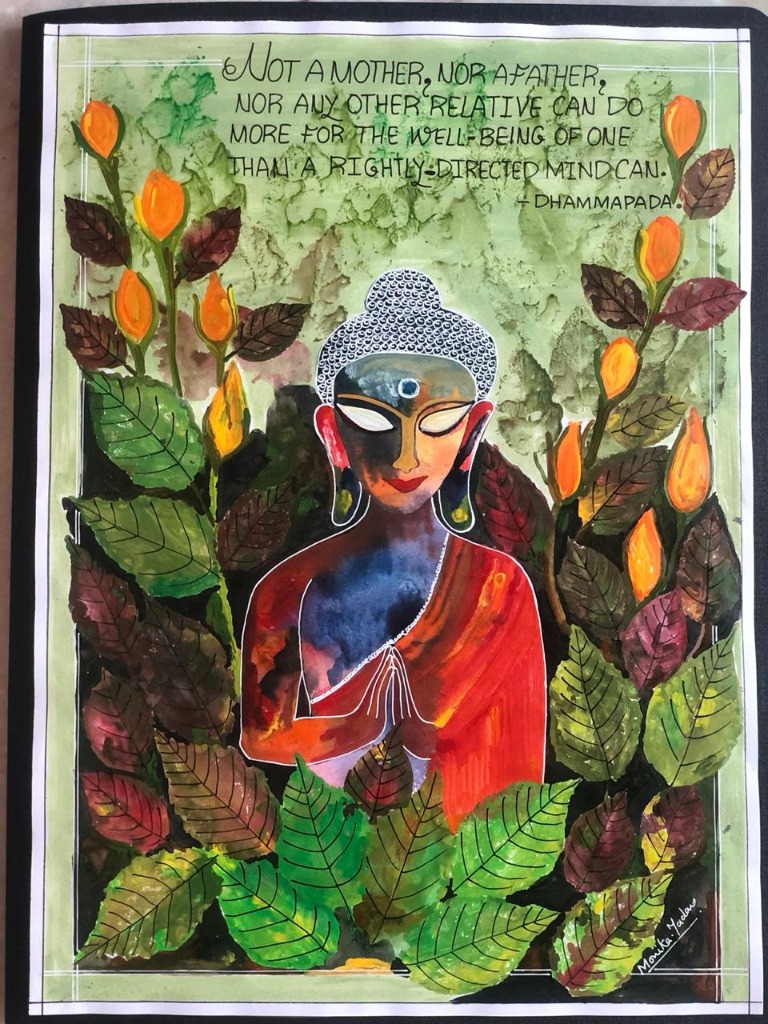 NOT A MOTHER, NOR A FATHER,
NOR ANY OTHER RELATIVE CAN DO
MORE FOR THE WELL-BEING OF ONE
THAN A RIGHTLY-DIRECTED MIND CAN.
- DHAMMAPADA.
Monika.Yadav